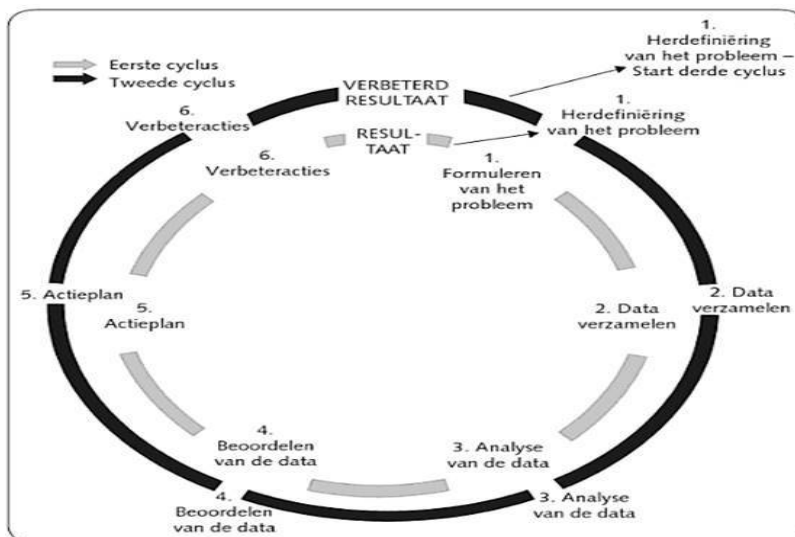 Eerste cyclus
Tweede cyclus
1.
Herdefiniëring
van het probleem –
Start derde cyclus
VERBETERD
RESULTAAT
1.
Herdefiniëring
van het probleem
6.
Verbeteracties
RESUL-
TAAT
6.
Verbeteracties
1.
Formuleren
van het
probleem
5. Actieplan
5.
Actieplan
2. Data
verzamelen
2. Data
verzamelen
4.
Beoordelen
van de data
3. Analyse
van de data
4.
Beoordelen
van de data
3. Analyse
van de data